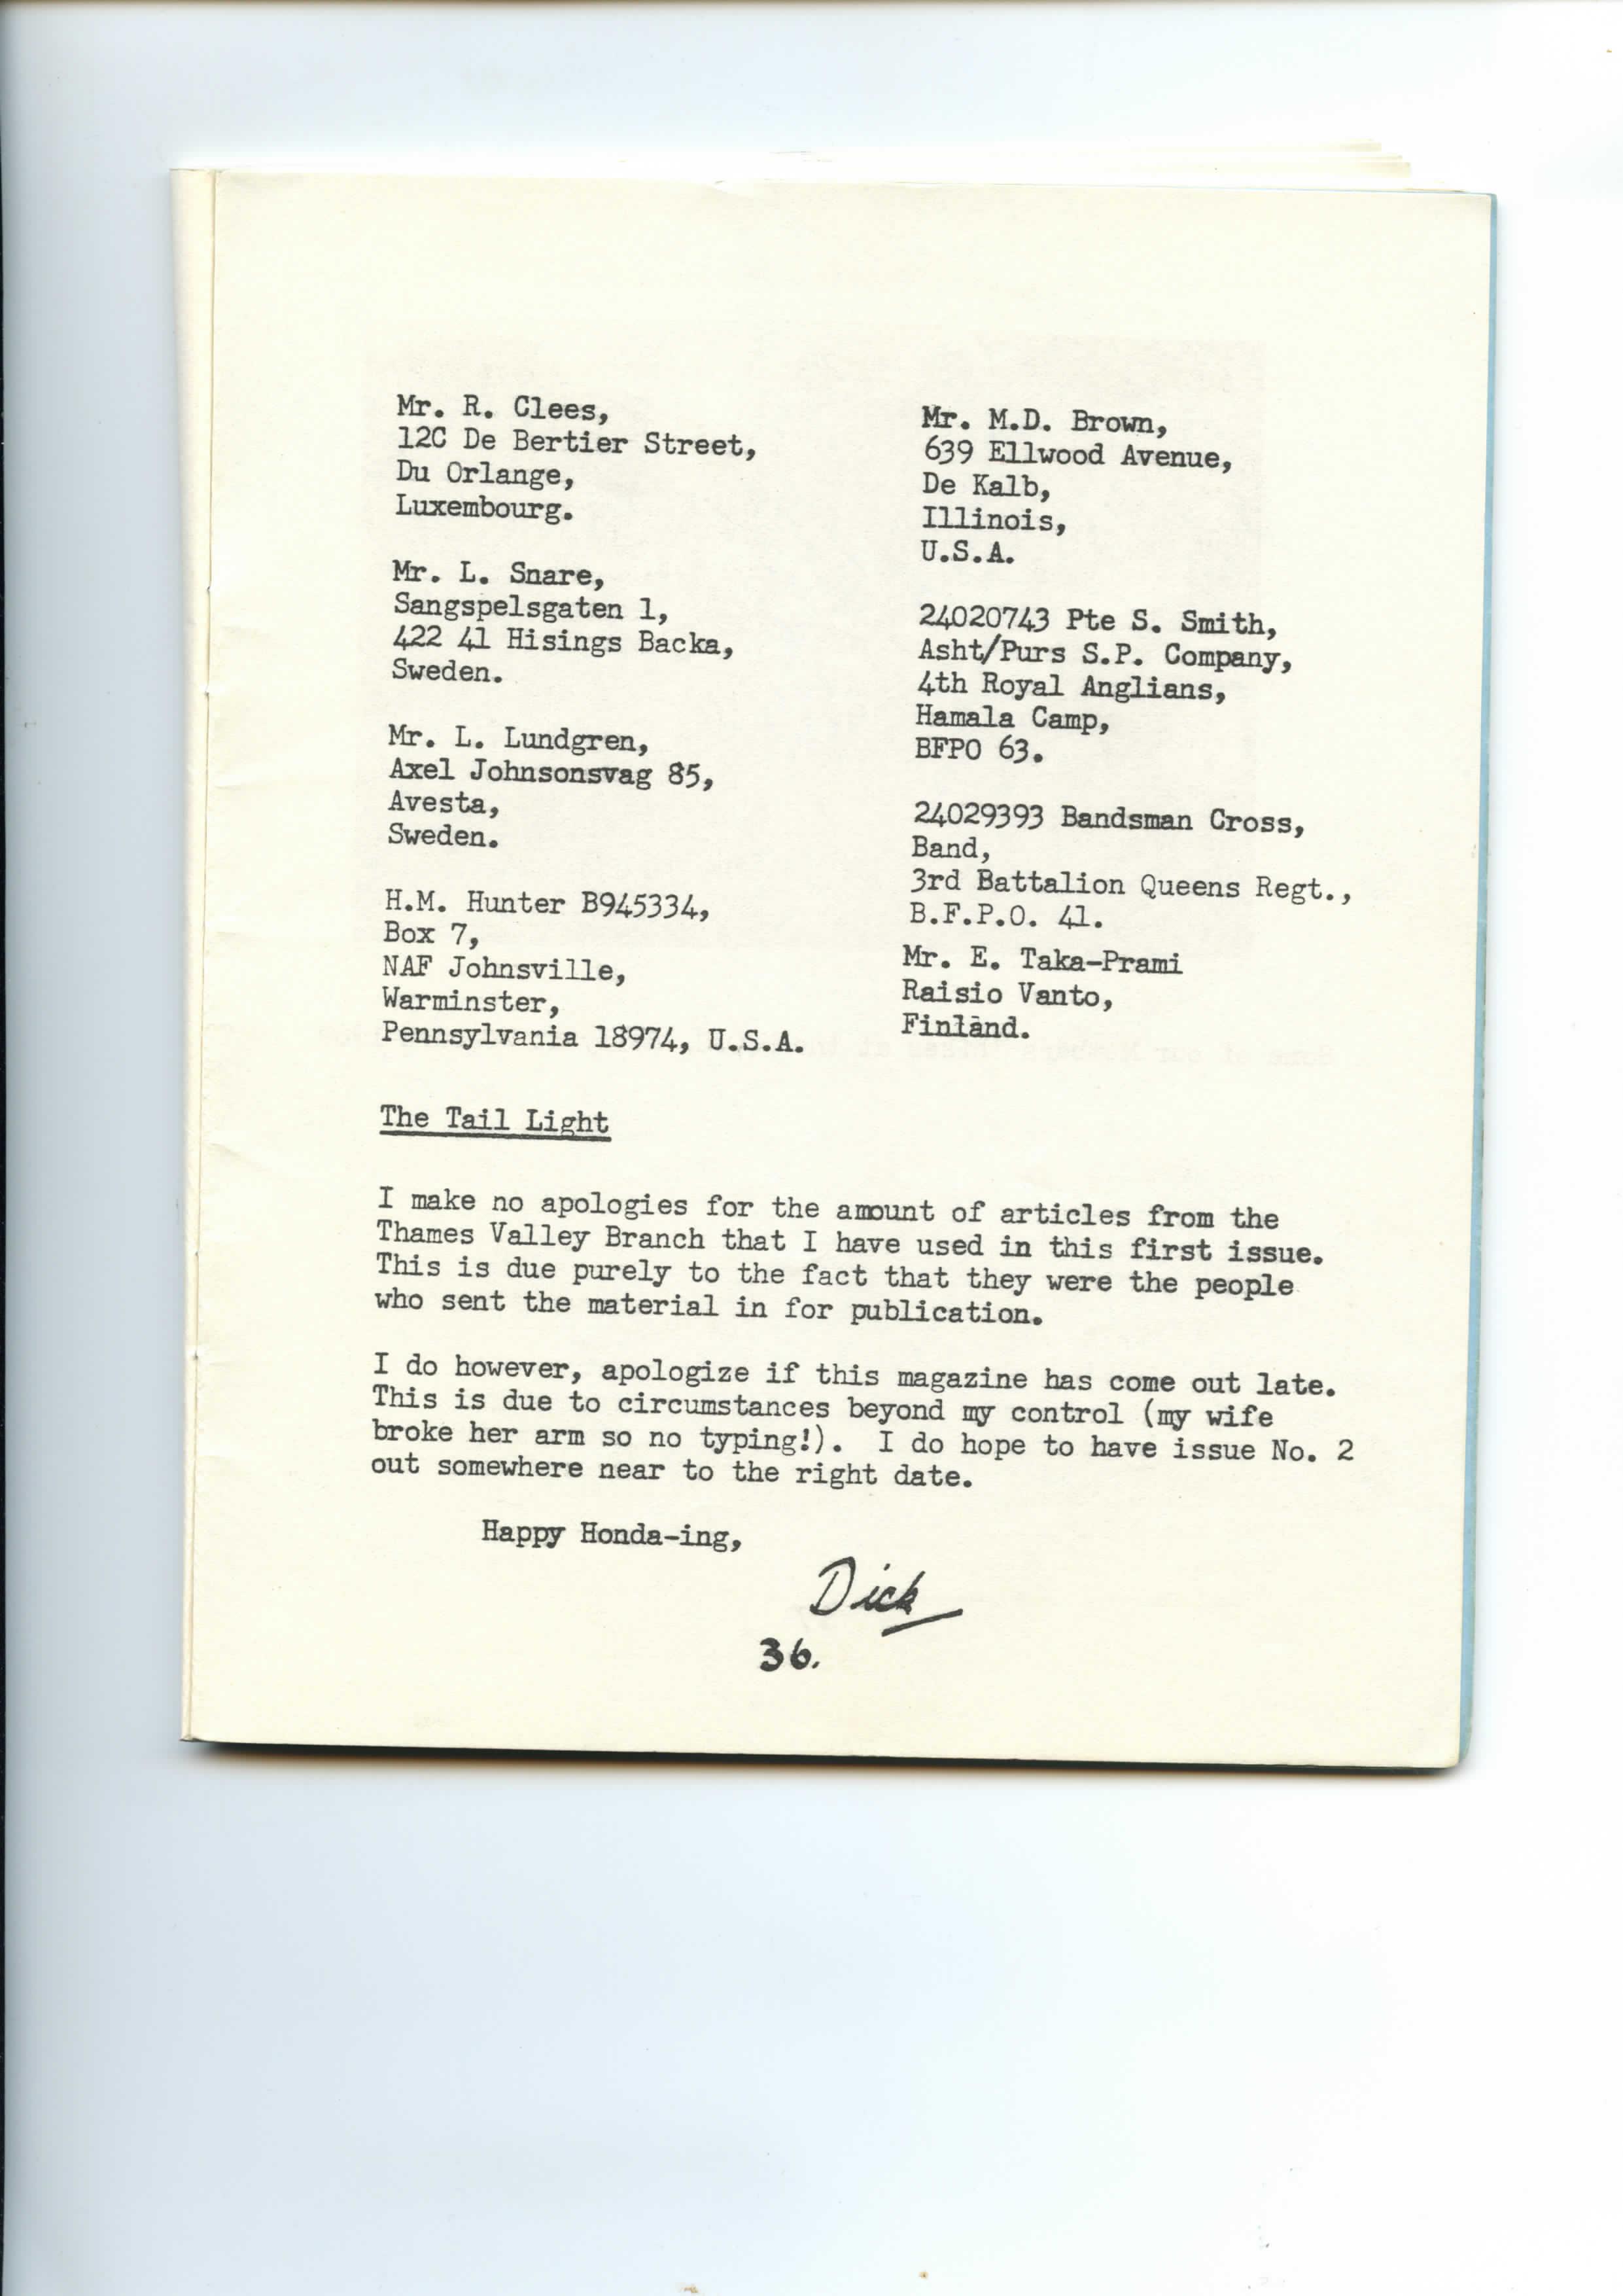 Mr. R. Clees,
12C De Bertier Street,
Du Orlange,
Luxembourg.
Mr. L. Snare,
Sangspelsgaten 1,
422 41 Hisings Backa,
Sweden.
Mr. L. Lundgren,
Axel Johnsonsvag 85,
Avesta,
Sweden.
H.M. Hunter B945334,
Box 7,
NAF Johnsville,
Warminster,
Pennsylvania 18974, U.S.A.
Mr. M.D. Brown,
639 Ellwood Avenue,
De Kalb,
Illinois,
U.S.A.
24020743 Pte S. Smith,
Asht/Purs S.P. Company,
4th Royal Anglians,
Hamala Camp,
BFPO 63.
24029393 Bandsman Cross,
Band,
3rd Battalion Queens Regt.,
B.F.P.O. 41.
Mr. E. Taka-Prami
Raisio Vanto,
Finland.
The Tail Light
I make no apologies for the amount of articles from the
Thames Valley Branch that I have used in this first issue.
This is due purely to the fact that they were the people
who sent the material in for publication.
I do however, apologize if this magazine has come out late.
This is due to circumstances beyond my control (my wife
broke her arm so no typing!). I do hope to have issue No. 2
out somewhere near to the right date.
Happy Honda-ing,
Dick
36.